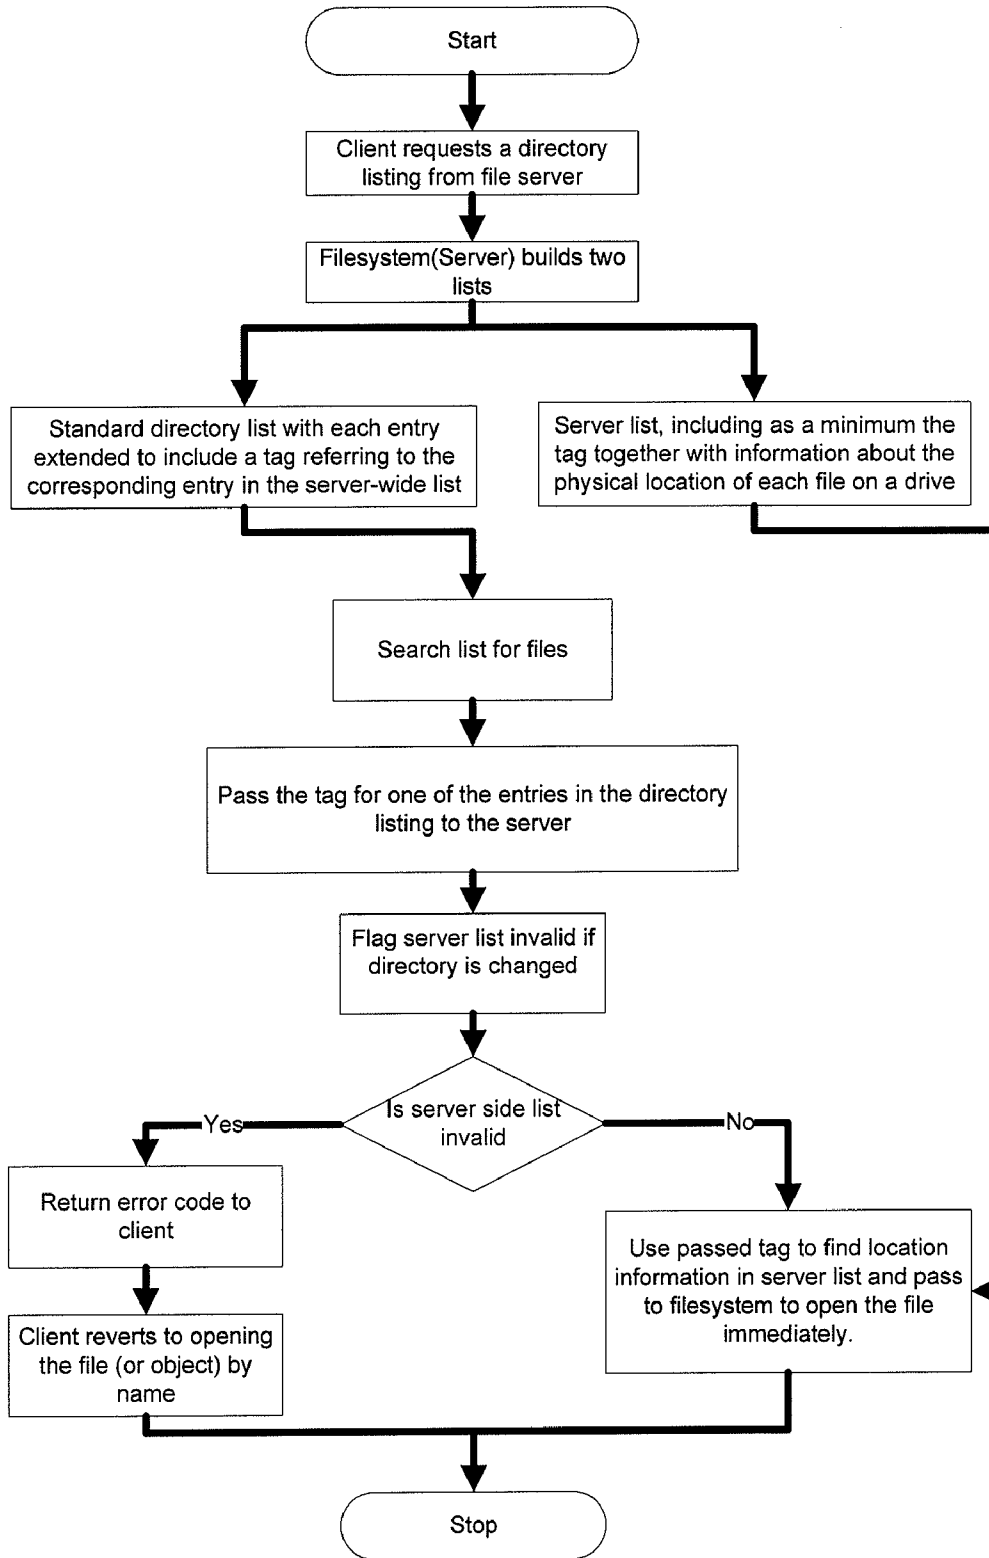 Start
Client requests a directory
listing from file server
Filesystem(Server) builds two
lists
Standard directory list with each entry
extended to include a tag referring to the
corresponding entry in the server-wide list
Server list, including as a minimum the
tag together with information about the
physical location of each file on a drive
Search list for files
Pass the tag for one of the entries in the directory
listing to the server
Flag server list invalid if
directory is changed
Is server side list
invalid
Yes
No
Return error code to
client
Client reverts to opening
the file (or object) by
name
Use passed tag to find location
information in server list and pass
to filesystem to open the file
immediately.
Stop